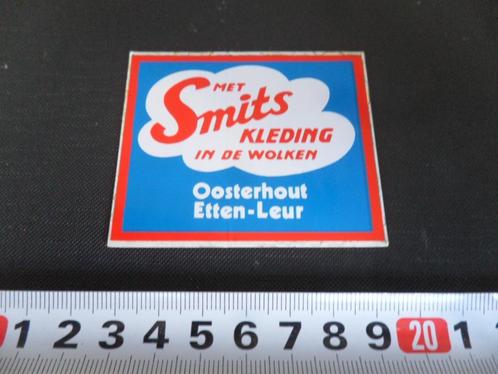 MET
Smits
KLEDING
IN DE WOLKEN
Oosterhout
Etten-Leur
1 2 3 4 5 6 7 8 9 20 1